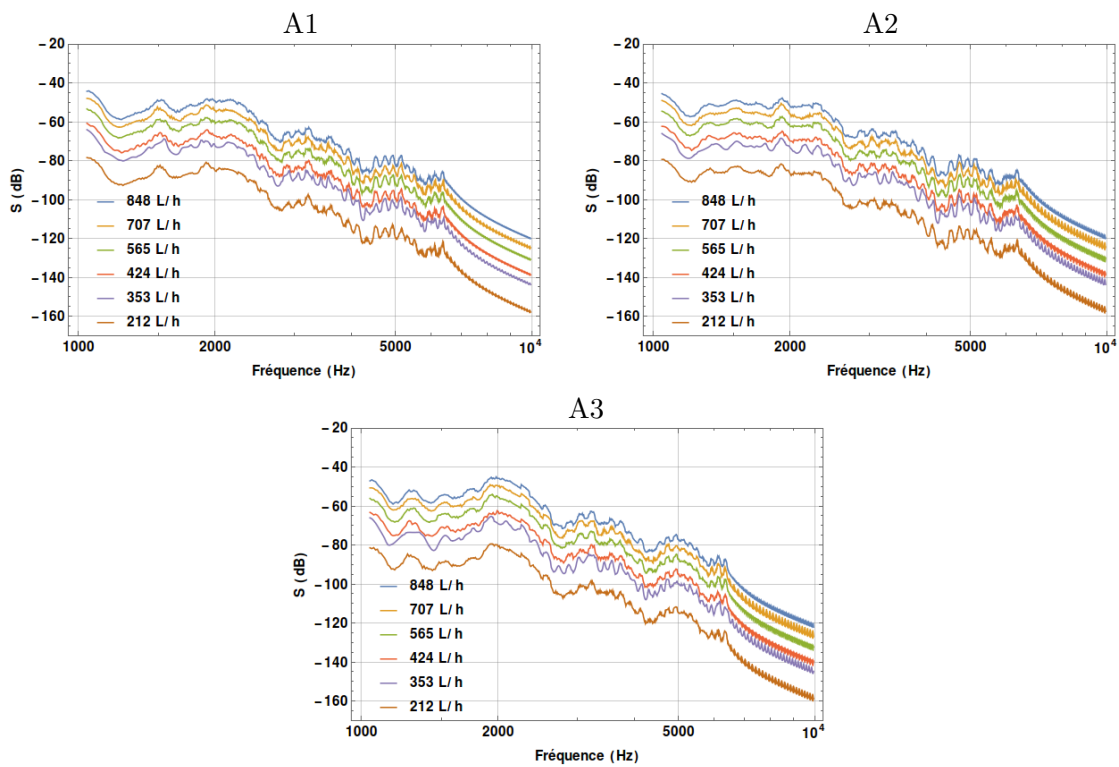 A1
−20
−40
−60
−80
−100
−120
−140
−160
S (dB)
848 L/h
707 L/h
565 L/h
424 L/h
353 L/h
212 L/h
1000 2000 5000 10⁴
Fréquence (Hz)
A2
−20
−40
−60
−80
−100
−120
−140
−160
S (dB)
848 L/h
707 L/h
565 L/h
424 L/h
353 L/h
212 L/h
1000 2000 5000 10⁴
Fréquence (Hz)
A3
−20
−40
−60
−80
−100
−120
−140
−160
S (dB)
848 L/h
707 L/h
565 L/h
424 L/h
353 L/h
212 L/h
1000 2000 5000 10⁴
Fréquence (Hz)